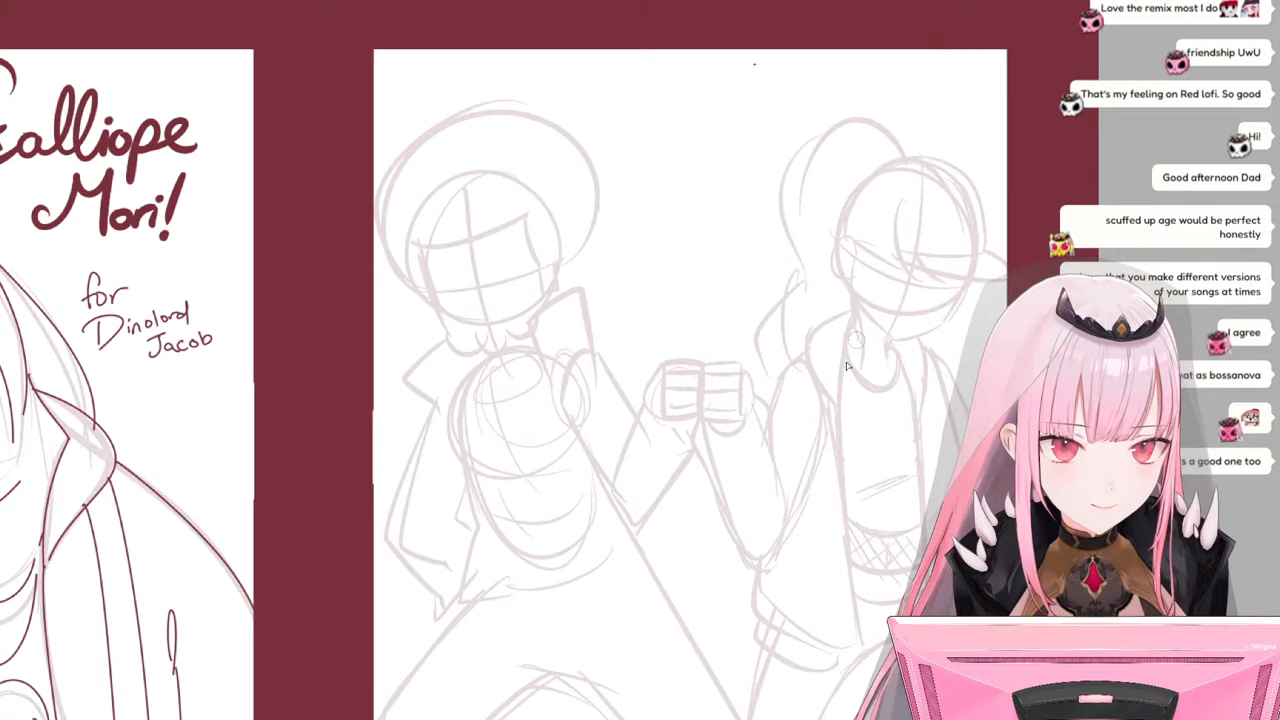 Calliope
Mori!
for
Dinolord
Jacob
Love the remix most I do
friendship UwU
That's my feeling on Red lofi. So good
Hi!
Good afternoon Dad
scuffed up age would be perfect
honestly
that you make different versions
of your songs at times
I agree
as bossanova
a good one too